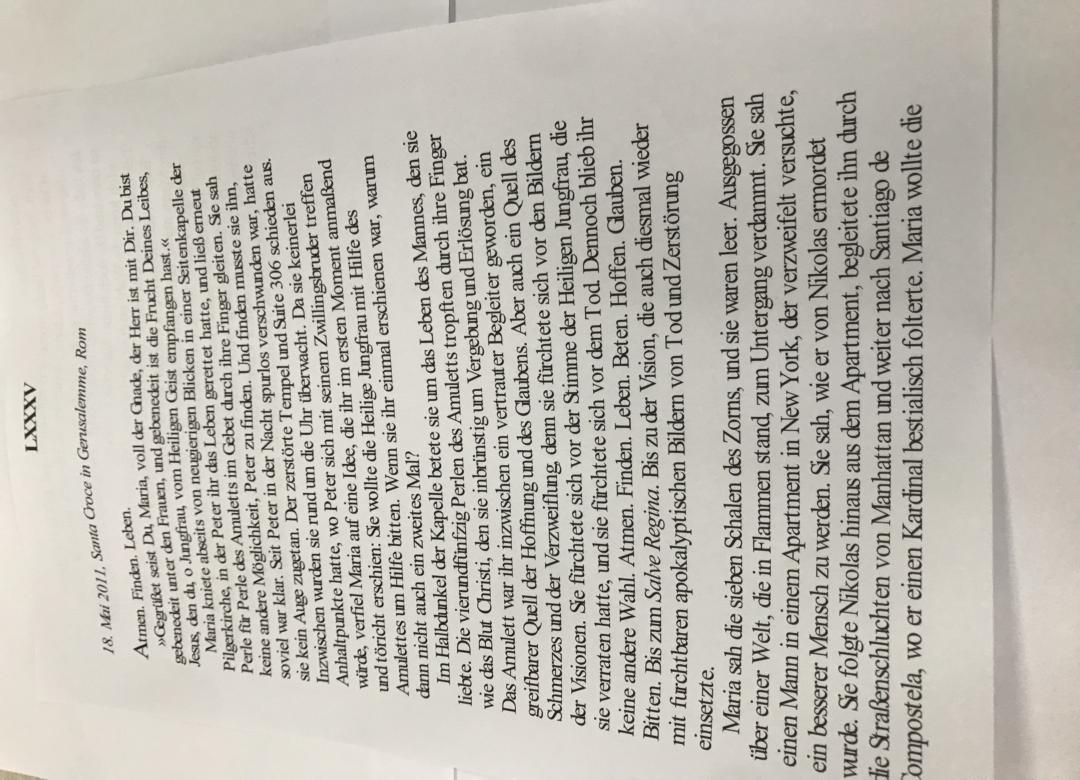 LXXXV
18. Mai 2011, Santa Croce in Gerusalemme, Rom
Atmen. Finden. Leben.
»Gegrüßet seist Du, Maria, voll der Gnade, der Herr ist mit Dir. Du bist
gebenedeit unter den Frauen, und gebenedeit ist die Frucht Deines Leibes,
Jesus, den du, o Jungfrau, vom Heiligen Geist empfangen hast.«
Maria kniete abseits von neugierigen Blicken in einer Seitenkapelle der
Pilgerkirche, in der Peter ihr das Leben gerettet hatte, und ließ erneut
Perle für Perle des Amuletts im Gebet durch ihre Finger gleiten. Sie sah
keine andere Möglichkeit, Peter zu finden. Und finden musste sie ihn,
soviel war klar. Seit Peter in der Nacht spurlos verschwunden war, hatte
sie kein Auge zugetan. Der zerstörte Tempel und Suite 306 schieden aus.
Inzwischen wurden sie rund um die Uhr überwacht. Da sie keinerlei
Anhaltpunkte hatte, wo Peter sich mit seinem Zwillingsbruder treffen
würde, verfiel Maria auf eine Idee, die ihr im ersten Moment anmaßend
und töricht erschien: Sie wollte die Heilige Jungfrau mit Hilfe des
Amulettes um Hilfe bitten. Wenn sie ihr einmal erschienen war, warum
dann nicht auch ein zweites Mal?
Im Halbdunkel der Kapelle betete sie um das Leben des Mannes, den sie
liebte. Die vierundfünfzig Perlen des Amuletts tropften durch ihre Finger
wie das Blut Christi, den sie inbrünstig um Vergebung und Erlösung bat.
Das Amulett war ihr inzwischen ein vertrauter Begleiter geworden, ein
greifbarer Quell der Hoffnung und des Glaubens. Aber auch ein Quell des
Schmerzes und der Verzweiflung, denn sie fürchtete sich vor den Bildern
der Visionen. Sie fürchtete sich vor der Stimme der Heiligen Jungfrau, die
sie verraten hatte, und sie fürchtete sich vor dem Tod. Dennoch blieb ihr
keine andere Wahl. Atmen. Finden. Leben. Beten. Hoffen. Glauben.
Bitten. Bis zum Salve Regina. Bis zu der Vision, die auch diesmal wieder
mit furchtbaren apokalyptischen Bildern von Tod und Zerstörung
einsetzte.
Maria sah die sieben Schalen des Zorns, und sie waren leer. Ausgegossen
über einer Welt, die in Flammen stand, zum Untergang verdammt. Sie sah
einen Mann in einem Apartment in New York, der verzweifelt versuchte,
ein besserer Mensch zu werden. Sie sah, wie er von Nikolas ermordet
wurde. Sie folgte Nikolas hinaus aus dem Apartment, begleitete ihn durch
die Straßenschluchten von Manhattan und weiter nach Santiago de
Compostela, wo er einen Kardinal bestialisch folterte. Maria wollte die